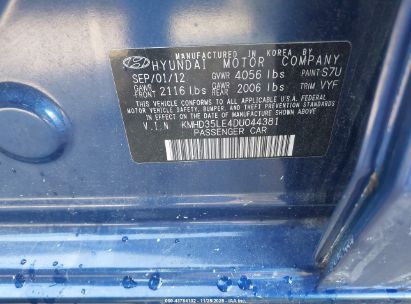 MANUFACTURED IN KOREA BY
HYUNDAI MOTOR COMPANY
SEP/01/12 GVWR 4056 lbs PAINT S7U
GAWR FRONT 2116 lbs GAWR REAR 2006 lbs TRIM VYF
THIS VEHICLE CONFORMS TO ALL APPLICABLE FEDERAL
MOTOR VEHICLE SAFETY, BUMPER, AND THEFT PREVENTION
STANDARDS IN EFFECT ON THE DATE OF MANUFACTURE
SHOWN ABOVE.
V.I.N KMHD35LE4DU044381
PASSENGER CAR